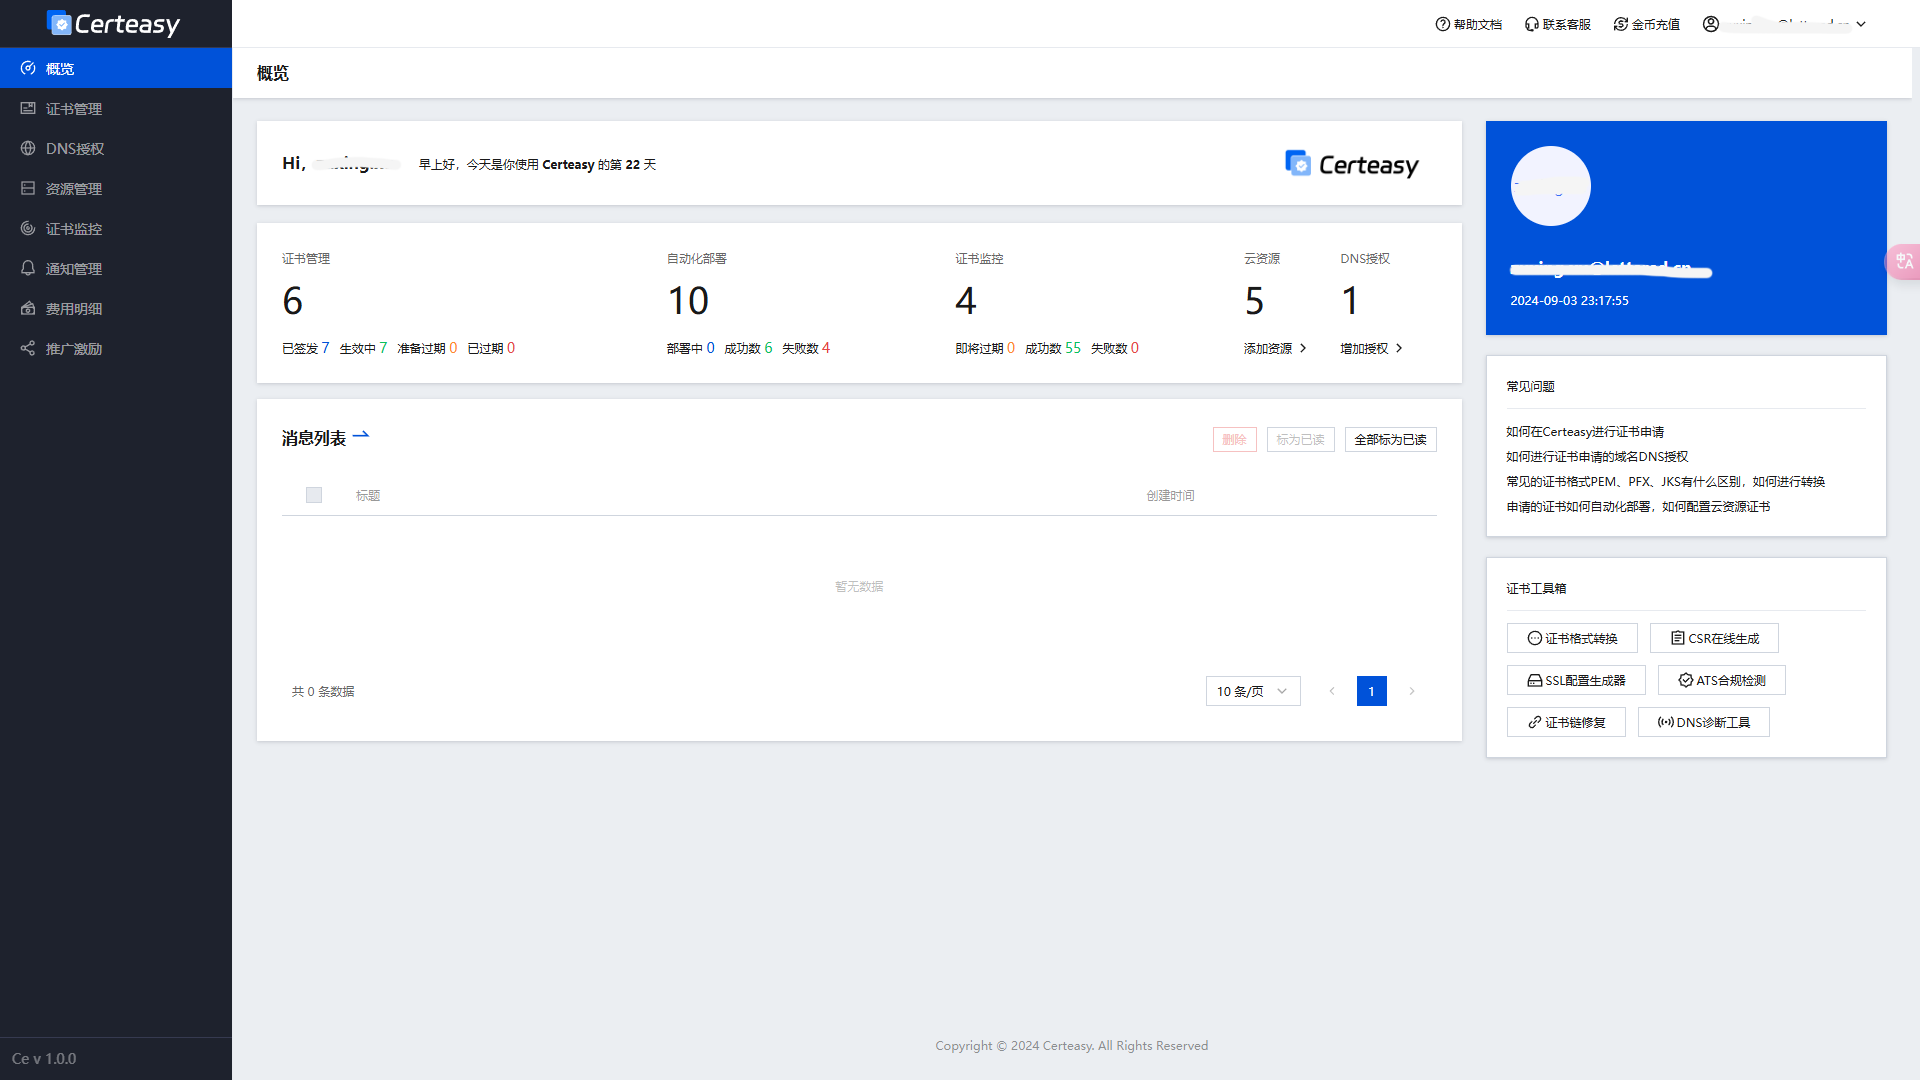 Certeasy
帮助文档
联系客服
金币充值
概览
证书管理
DNS授权
资源管理
证书监控
通知管理
费用明细
推广激励
Ce v 1.0.0
概览
Hi,
早上好，今天是你使用 Certeasy 的第 22 天
Certeasy
证书管理
6
已签发 7 生效中 7 准备过期 0 已过期 0
自动化部署
10
部署中 0 成功数 6 失败数 4
证书监控
4
即将过期 0 成功数 55 失败数 0
云资源
5
添加资源
DNS授权
1
增加授权
消息列表
删除
标为已读
全部标为已读
标题
创建时间
暂无数据
共 0 条数据
10 条/页
1
2024-09-03 23:17:55
常见问题
如何在Certeasy进行证书申请
如何进行证书申请的域名DNS授权
常见的证书格式PEM、PFX、JKS有什么区别，如何进行转换
申请的证书如何自动化部署，如何配置云资源证书
证书工具箱
证书格式转换
CSR在线生成
SSL配置生成器
ATS合规检测
证书链修复
DNS诊断工具
Copyright © 2024 Certeasy. All Rights Reserved